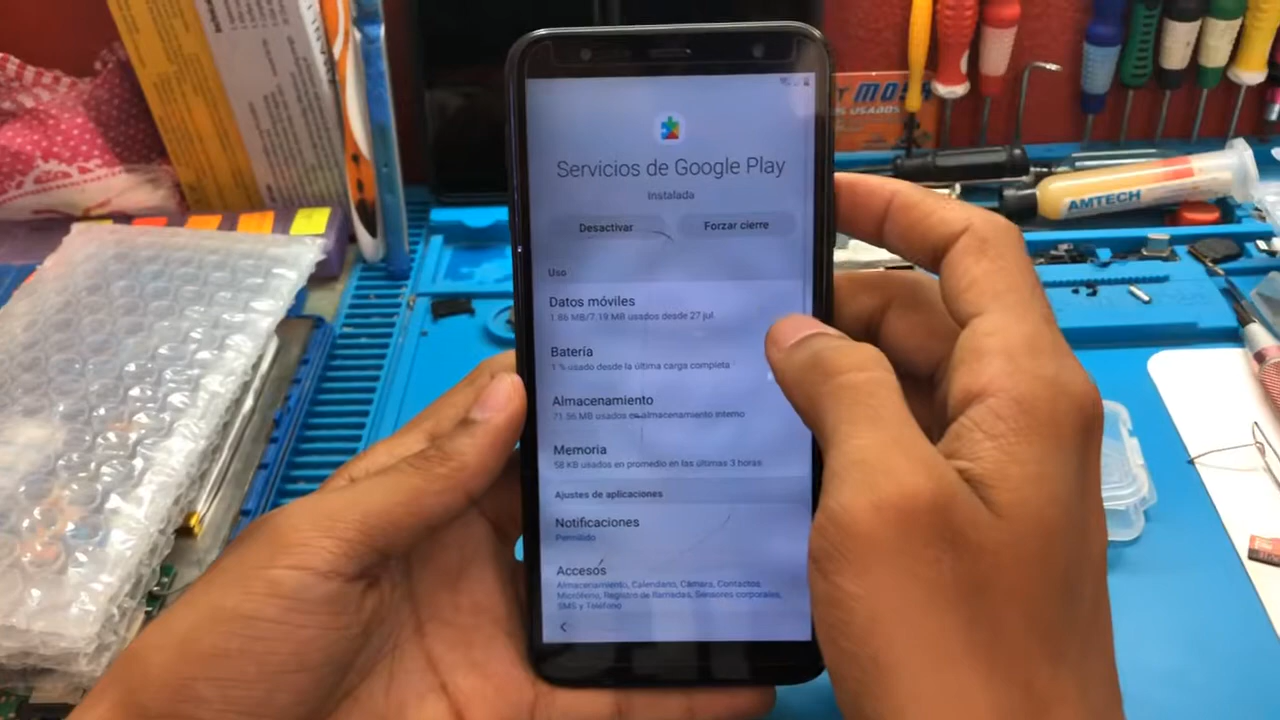 Servicios de Google Play
Instalada
Desactivar
Forzar cierre
Uso
Datos móviles
1.86 MB/7.19 MB usados desde 27 jul.
Batería
1 % usado desde la última carga completa
Almacenamiento
71.56 MB usados en almacenamiento interno
Memoria
58 KB usados en promedio en las últimas 3 horas
Ajustes de aplicaciones
Notificaciones
Permitido
Accesos
Almacenamiento, Calendario, Cámara, Contactos,
Micrófono, Registro de llamadas, Sensores corporales,
SMS y Teléfono
AMTECH
USADOS